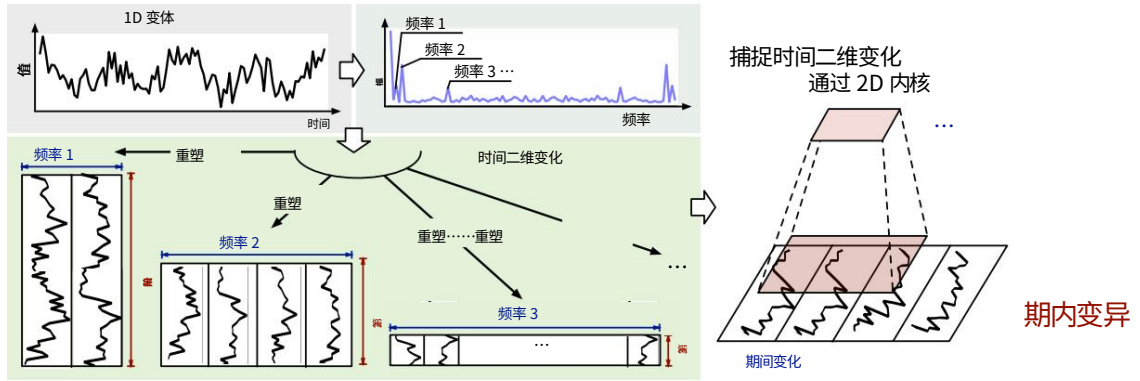 1D 变体
值
时间
频率 1
频率 2
频率 3 …
频率
频率 1
重塑
时间二维变化
重塑
频率 2
重塑……重塑
…
频率 3
…
捕捉时间二维变化
通过 2D 内核
…
期间变化
期内变异